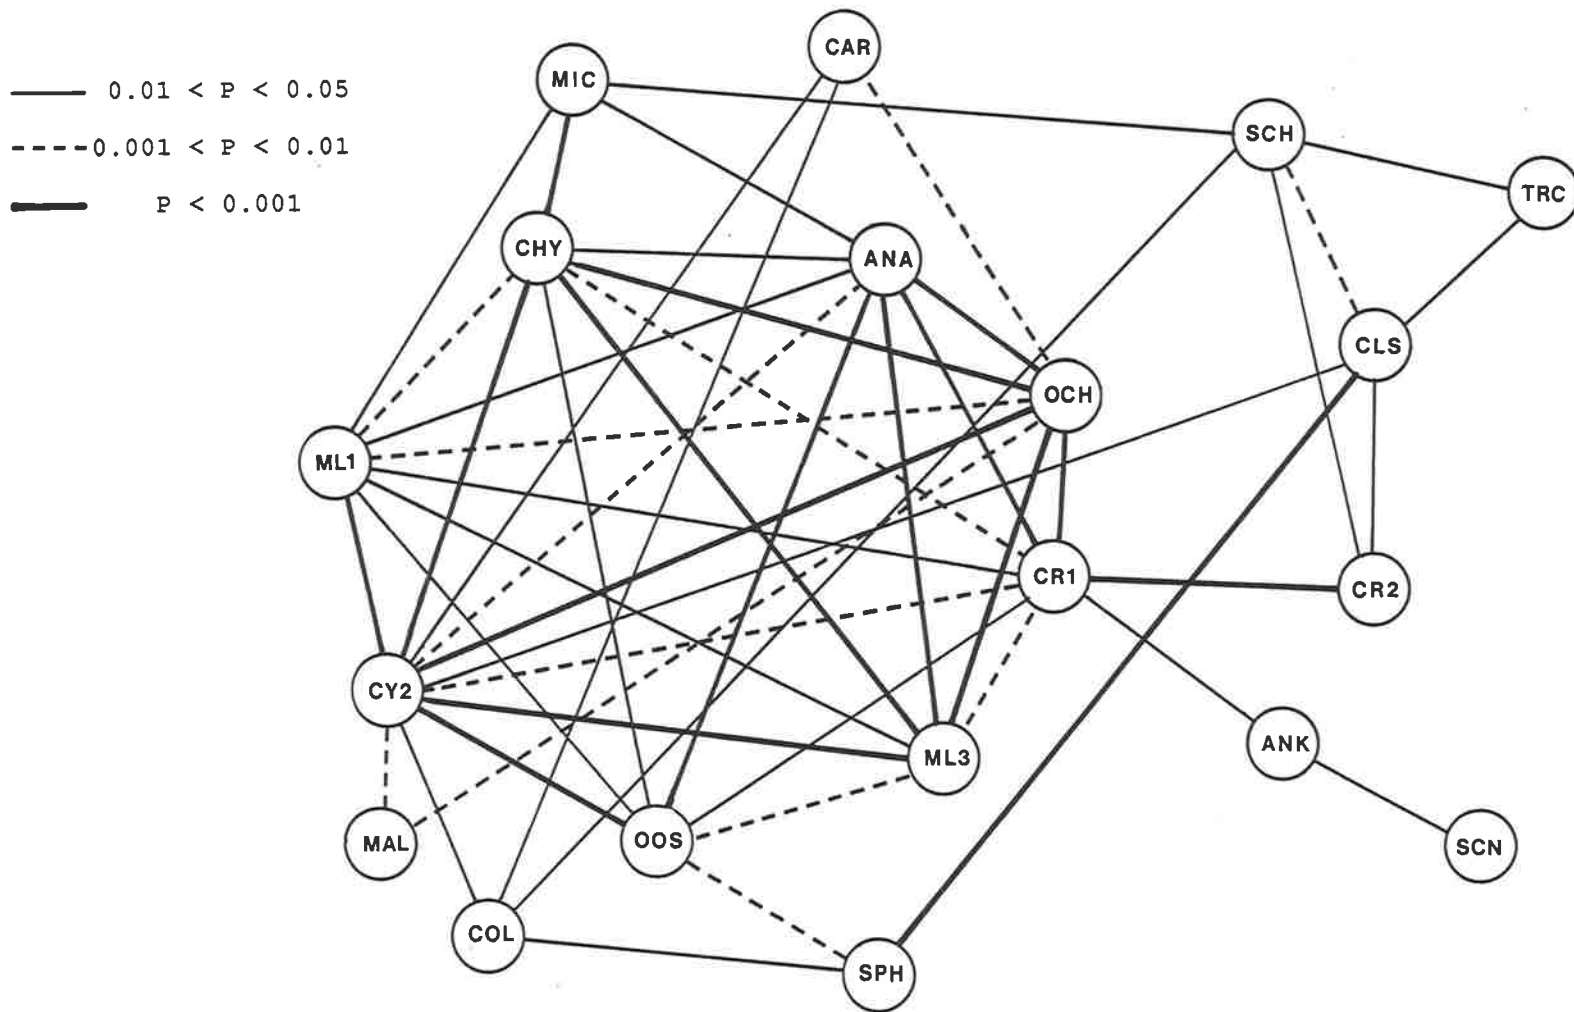 CAR
MIC
0.01 < P < 0.05
SCH
0.001 < P < 0.01
TRC
P < 0.001
CHY
ANA
CLS
OCH
ML1
CR1
CR2
CY2
ANK
ML3
MAL
OOS
SCN
COL
SPH